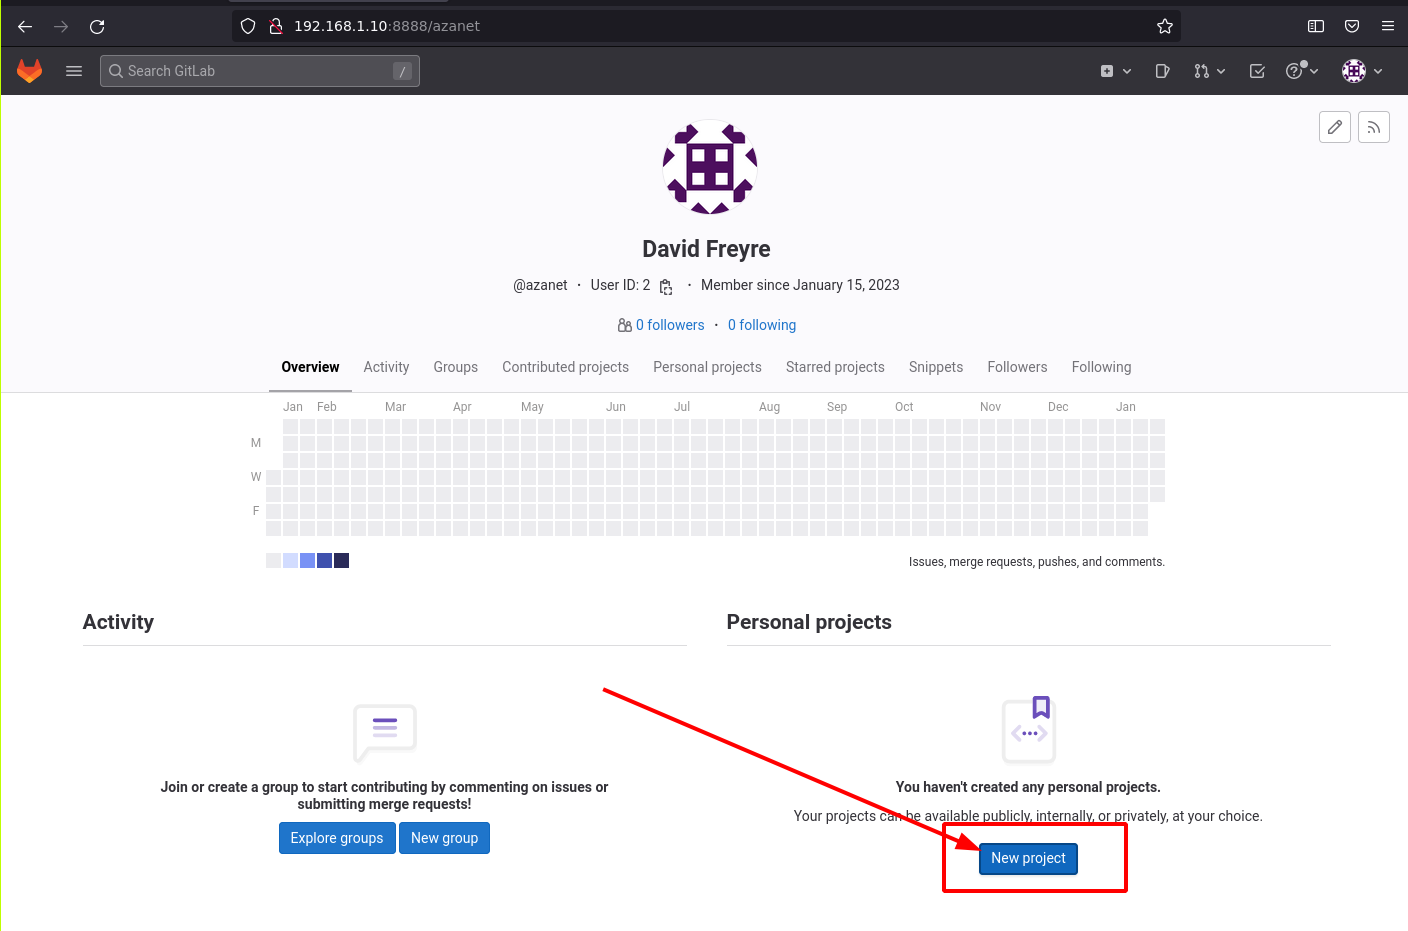 192.168.1.10:8888/azanet
Search GitLab /
David Freyre
@azanet · User ID: 2 · Member since January 15, 2023
0 followers · 0 following
Overview Activity Groups Contributed projects Personal projects Starred projects Snippets Followers Following
Jan Feb Mar Apr May Jun Jul Aug Sep Oct Nov Dec Jan
M
W
F
Issues, merge requests, pushes, and comments.
Activity
Personal projects
Join or create a group to start contributing by commenting on issues or
submitting merge requests!
Explore groups New group
You haven't created any personal projects.
Your projects can be available publicly, internally, or privately, at your choice.
New project